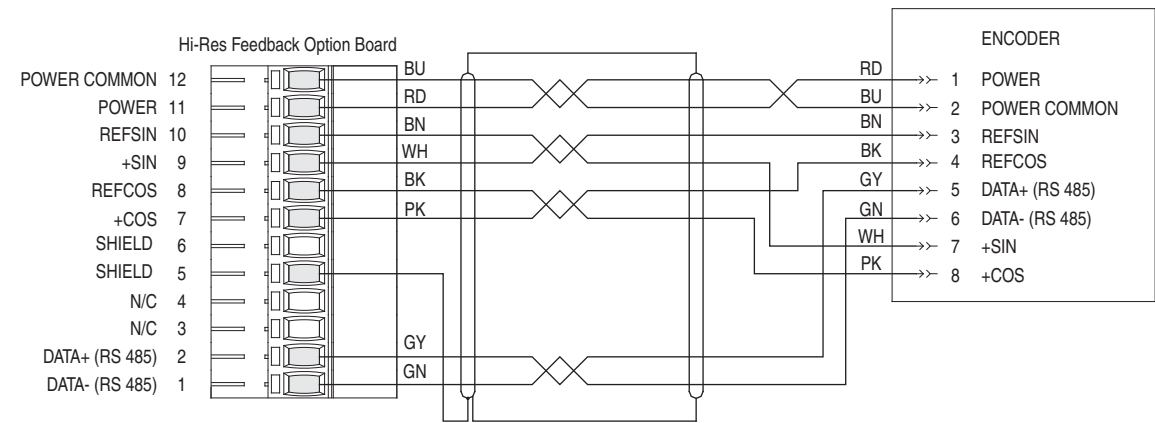 Hi-Res Feedback Option Board
ENCODER
POWER COMMON 12 BU RD 1 POWER
POWER 11 RD BU 2 POWER COMMON
REFSIN 10 BN BN 3 REFSIN
+SIN 9 WH BK 4 REFCOS
REFCOS 8 BK GY 5 DATA+ (RS 485)
+COS 7 PK GN 6 DATA- (RS 485)
SHIELD 6 WH 7 +SIN
SHIELD 5 PK 8 +COS
N/C 4
N/C 3
DATA+ (RS 485) 2 GY
DATA- (RS 485) 1 GN